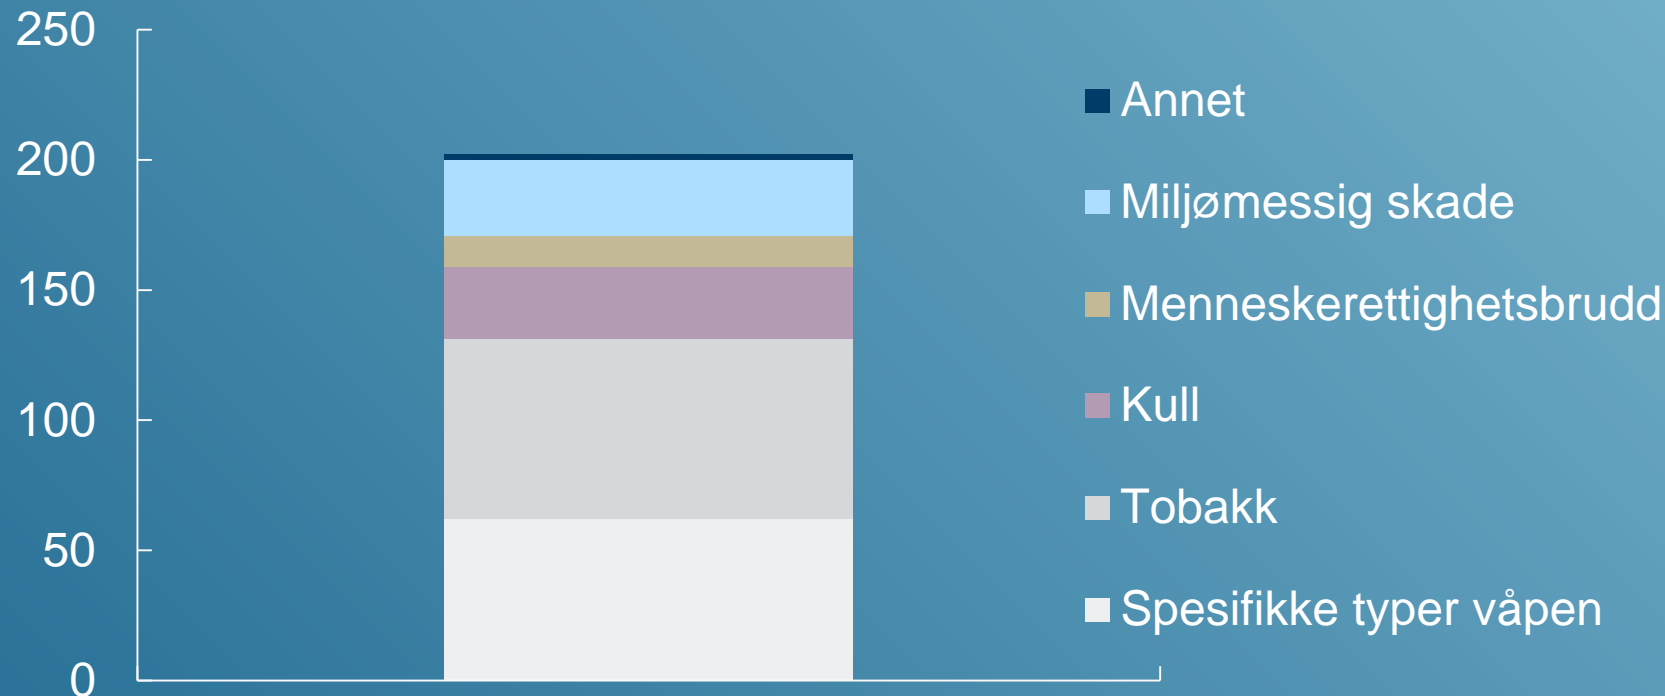 250
200
150
100
50
0
Annet
Miljømessig skade
Menneskerettighetsbrudd
Kull
Tobakk
Spesifikke typer våpen